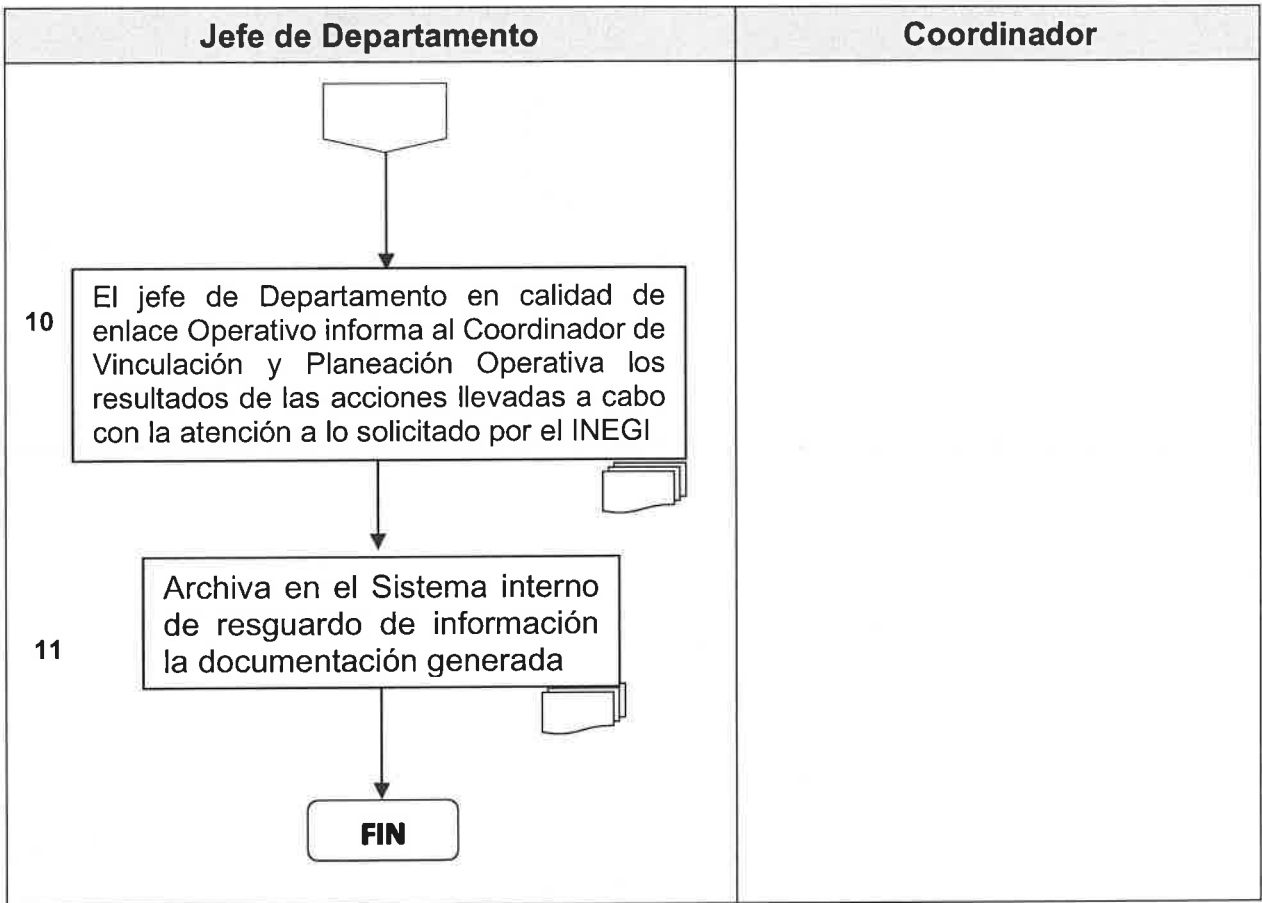 Jefe de Departamento
Coordinador
10
El jefe de Departamento en calidad de
enlace Operativo informa al Coordinador de
Vinculación y Planeación Operativa los
resultados de las acciones llevadas a cabo
con la atención a lo solicitado por el INEGI
11
Archiva en el Sistema interno
de resguardo de información
la documentación generada
FIN